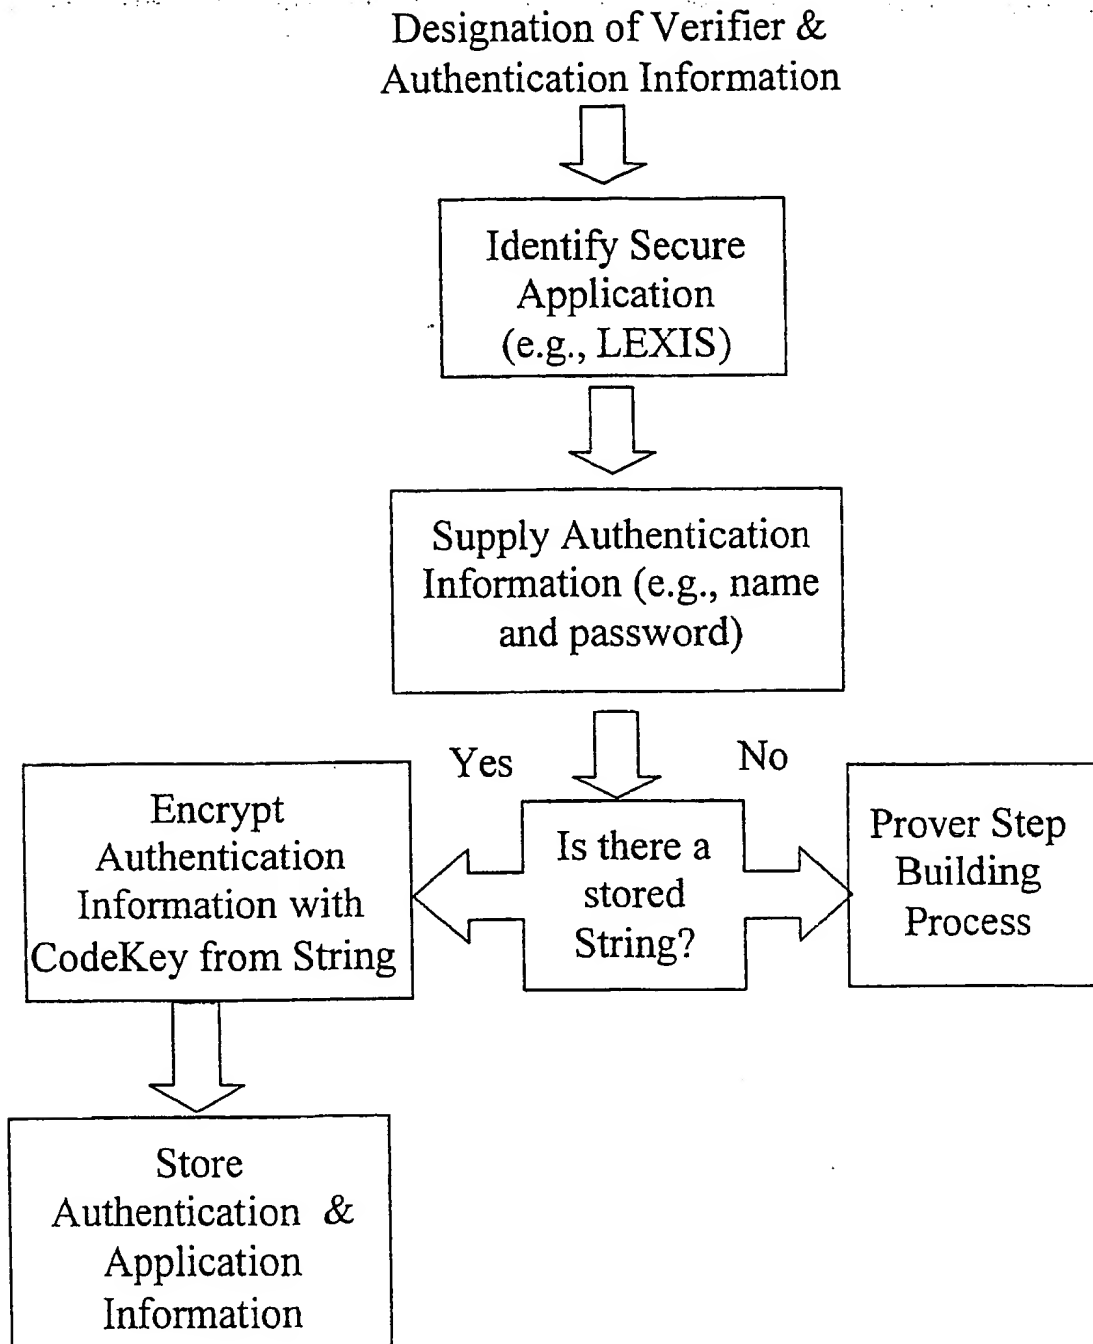 Designation of Verifier &
Authentication Information
Identify Secure
Application
(e.g., LEXIS)
Supply Authentication
Information (e.g., name
and password)
Yes
No
Encrypt
Authentication
Information with
CodeKey from String
Is there a
stored
String?
Prover Step
Building
Process
Store
Authentication &
Application
Information